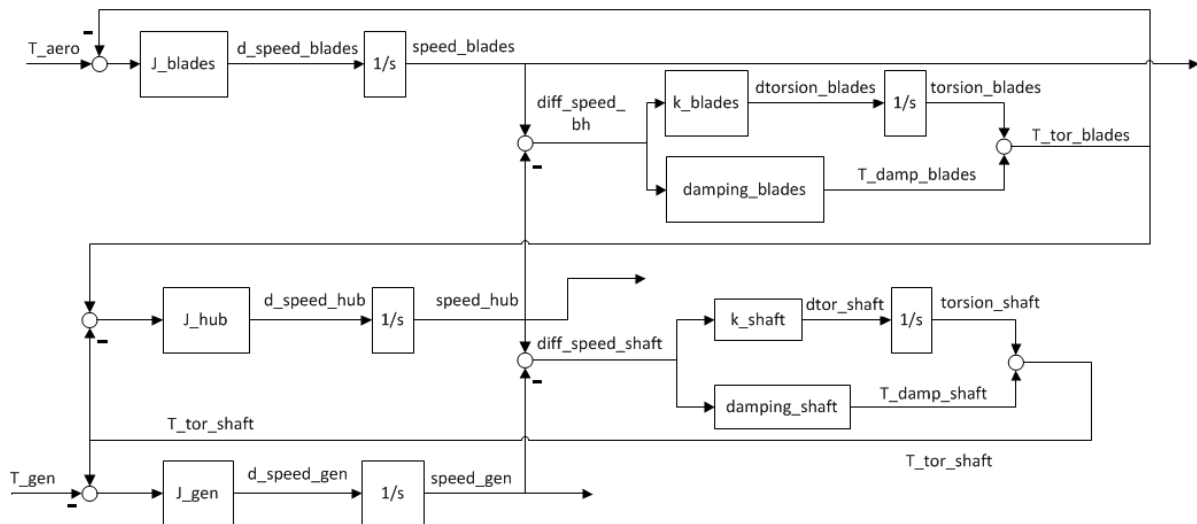 -
T_aero
J_blades
d_speed_blades
1/s
speed_blades
diff_speed_
bh
-
k_blades
dtorsion_blades
1/s
torsion_blades
T_tor_blades
damping_blades
T_damp_blades
J_hub
d_speed_hub
1/s
speed_hub
-
diff_speed_shaft
-
k_shaft
dtor_shaft
1/s
torsion_shaft
damping_shaft
T_damp_shaft
T_tor_shaft
T_tor_shaft
T_gen
-
J_gen
d_speed_gen
1/s
speed_gen